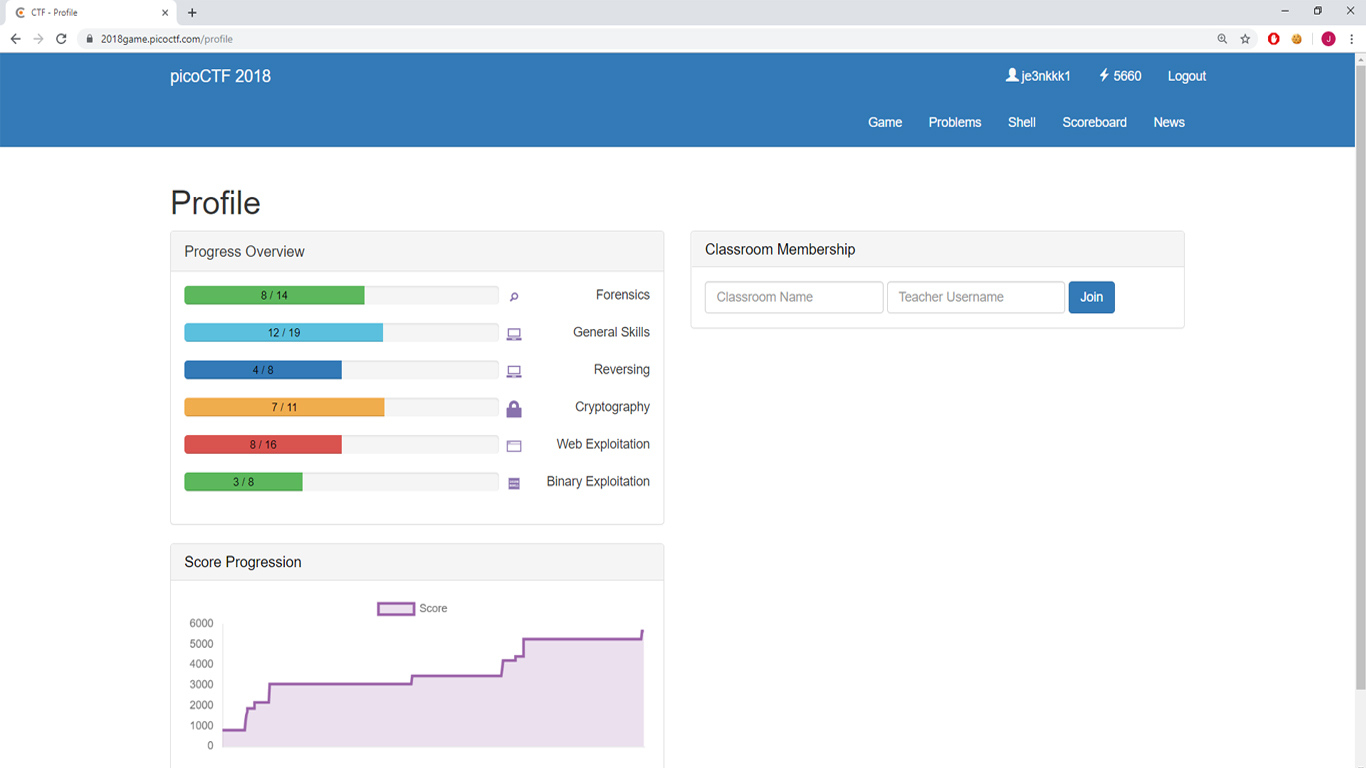 CTF - Profile
2018game.picoctf.com/profile
J
picoCTF 2018
je3nkkk1 5660 Logout
Game Problems Shell Scoreboard News
Profile
Progress Overview
8 / 14 Forensics
12 / 19 General Skills
4 / 8 Reversing
7 / 11 Cryptography
8 / 16 Web Exploitation
3 / 8 Binary Exploitation
Classroom Membership
Classroom Name Teacher Username Join
Score Progression
Score
6000
5000
4000
3000
2000
1000
0